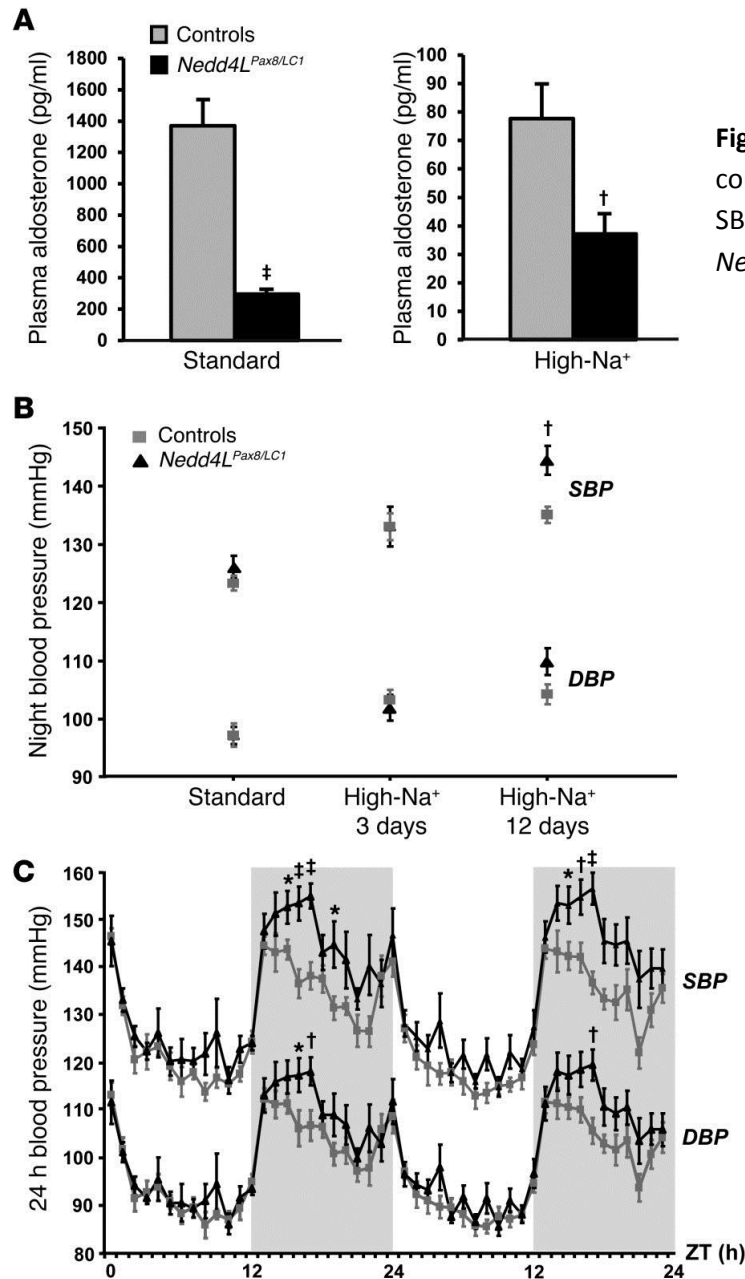 A
Controls
Nedd4L^Pax8/LC1
Plasma aldosterone (pg/ml)
1800
1600
1400
1200
1000
800
600
400
200
0
‡
Standard
Plasma aldosterone (pg/ml)
100
90
80
70
60
50
40
30
20
10
0
†
High-Na⁺
Fig
co
SB
Ne
B
Controls
Nedd4L^Pax8/LC1
Night blood pressure (mmHg)
150
140
130
120
110
100
90
†
SBP
DBP
Standard
High-Na⁺
3 days
High-Na⁺
12 days
C
24 h blood pressure (mmHg)
160
150
140
130
120
110
100
90
80
* ‡ ‡ *
* † ‡
SBP
* †
†
DBP
0 12 24 12 24
ZT (h)